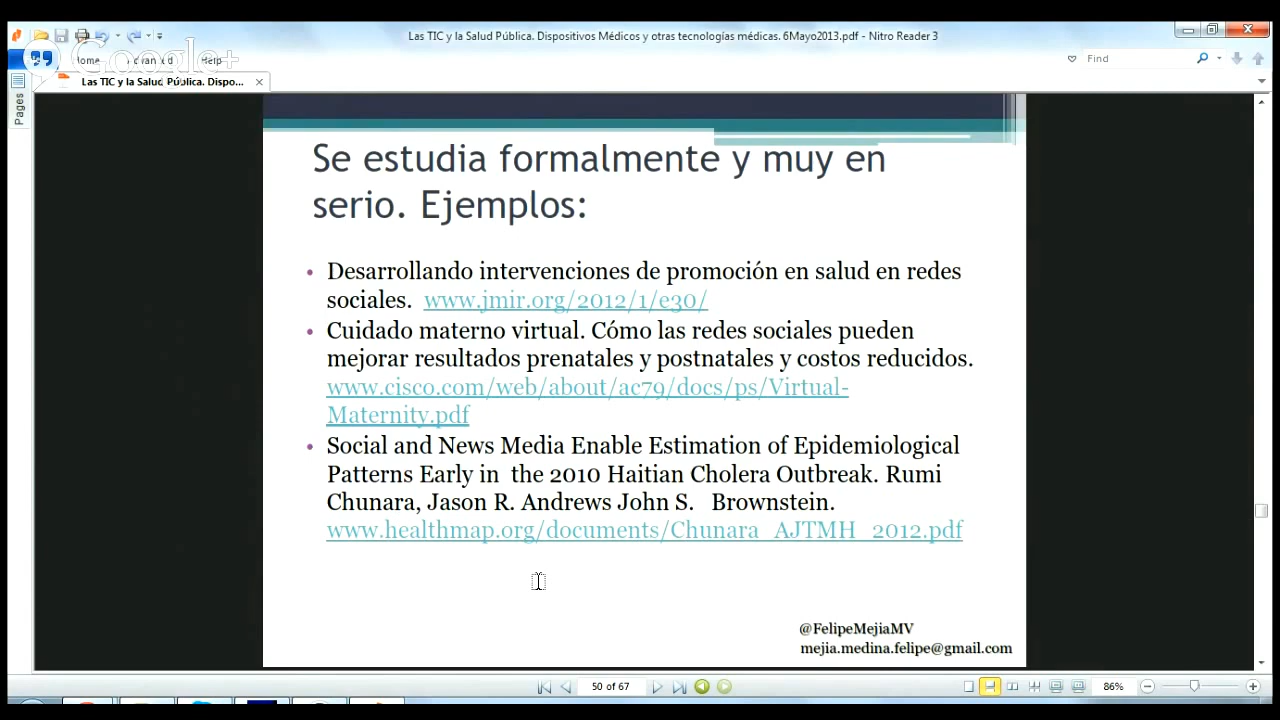 Las TIC y la Salud Pública. Dispositivos Médicos y otras tecnologías médicas. 6Mayo2013.pdf - Nitro Reader 3
Google+
Home Advanced Help
Find
Las TIC y la Salud Pública. Dispo...
Pages
Se estudia formalmente y muy en
serio. Ejemplos:
• Desarrollando intervenciones de promoción en salud en redes
sociales. www.jmir.org/2012/1/e30/
• Cuidado materno virtual. Cómo las redes sociales pueden
mejorar resultados prenatales y postnatales y costos reducidos.
www.cisco.com/web/about/ac79/docs/ps/Virtual-
Maternity.pdf
• Social and News Media Enable Estimation of Epidemiological
Patterns Early in the 2010 Haitian Cholera Outbreak. Rumi
Chunara, Jason R. Andrews John S. Brownstein.
www.healthmap.org/documents/Chunara_AJTMH_2012.pdf
@FelipeMejiaMV
mejia.medina.felipe@gmail.com
50 of 67
86%